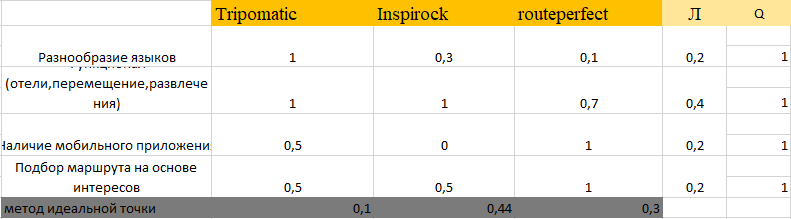 Tripomatic Inspirock routeperfect Л Q
Разнообразие языков 1 0,3 0,1 0,2 1
(отели,перемещение,развлече
ния) 1 1 0,7 0,4 1
Наличие мобильного приложения 0,5 0 1 0,2 1
Подбор маршрута на основе
интересов 0,5 0,5 1 0,2 1
метод идеальной точки 0,1 0,44 0,3